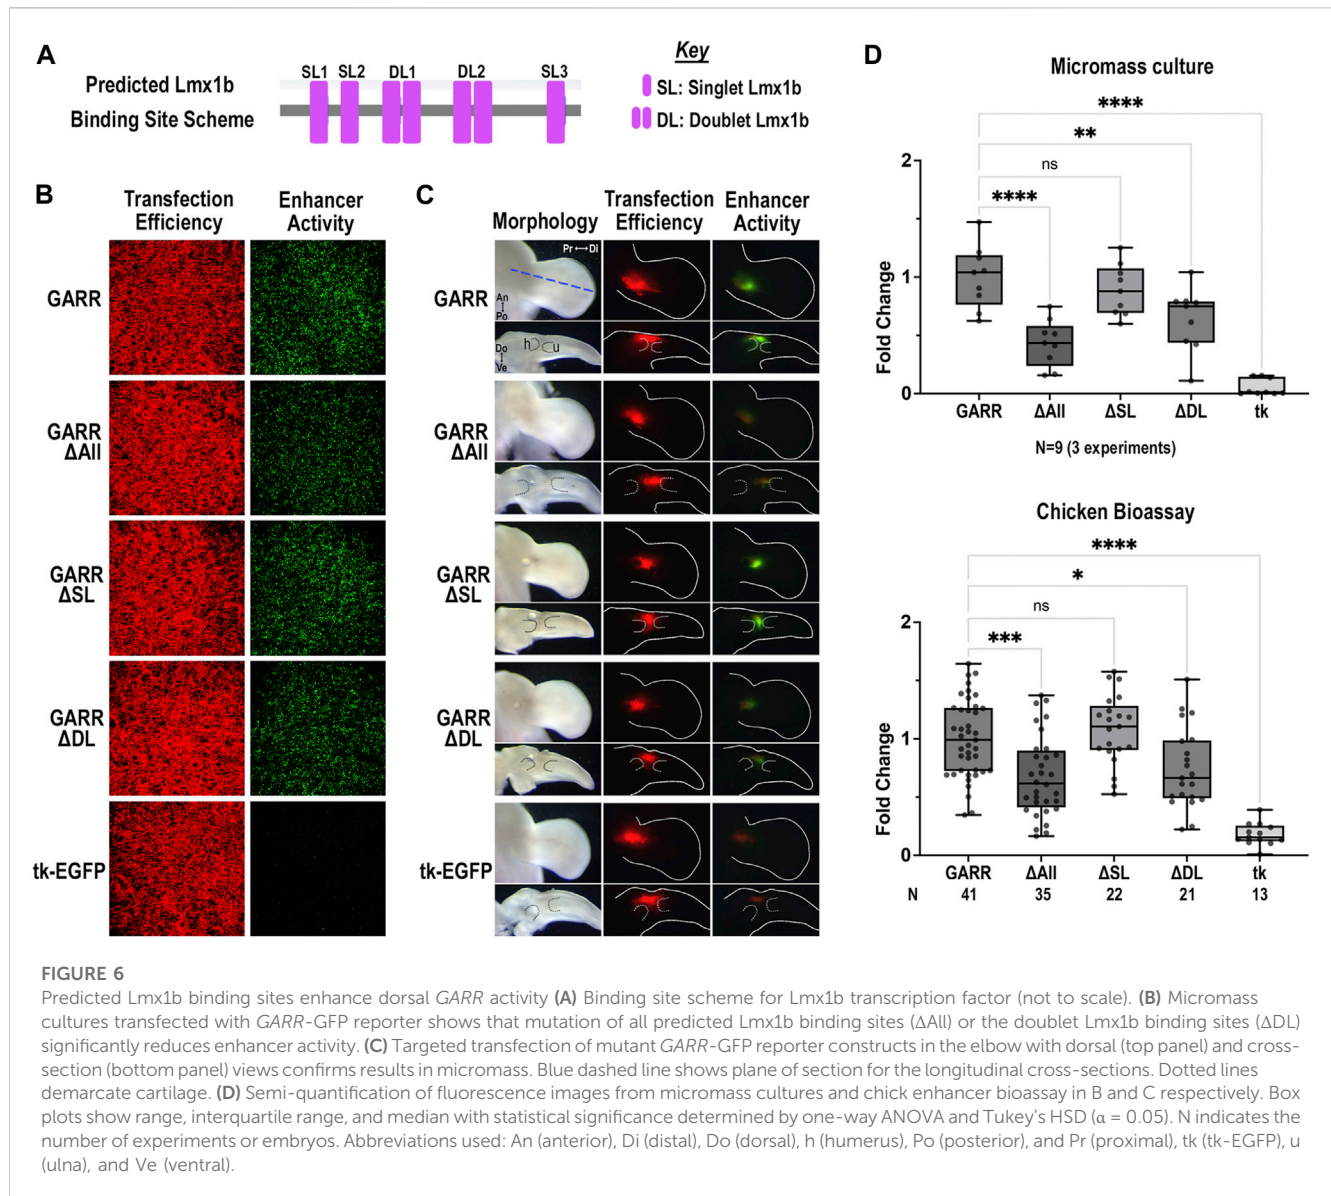 A
Predicted Lmx1b
Binding Site Scheme
SL1 SL2 DL1 DL2 SL3
Key
SL: Singlet Lmx1b
DL: Doublet Lmx1b
B
Transfection
Efficiency
Enhancer
Activity
GARR
GARR
ΔAll
GARR
ΔSL
GARR
ΔDL
tk-EGFP
C
Morphology
Transfection
Efficiency
Enhancer
Activity
GARR
Pr ⟷ Di
An
↕
Po
Do
↕
Ve
h
u
GARR
ΔAll
GARR
ΔSL
GARR
ΔDL
tk-EGFP
D
Micromass culture
****
**
ns
****
Fold Change
2
1
0
GARR ΔAll ΔSL ΔDL tk
N=9 (3 experiments)
Chicken Bioassay
****
*
ns
***
Fold Change
2
1
0
GARR ΔAll ΔSL ΔDL tk
N 41 35 22 21 13
FIGURE 6
Predicted Lmx1b binding sites enhance dorsal GARR activity (A) Binding site scheme for Lmx1b transcription factor (not to scale). (B) Micromass
cultures transfected with GARR-GFP reporter shows that mutation of all predicted Lmx1b binding sites (ΔAll) or the doublet Lmx1b binding sites (ΔDL)
significantly reduces enhancer activity. (C) Targeted transfection of mutant GARR-GFP reporter constructs in the elbow with dorsal (top panel) and cross-
section (bottom panel) views confirms results in micromass. Blue dashed line shows plane of section for the longitudinal cross-sections. Dotted lines
demarcate cartilage. (D) Semi-quantification of fluorescence images from micromass cultures and chick enhancer bioassay in B and C respectively. Box
plots show range, interquartile range, and median with statistical significance determined by one-way ANOVA and Tukey's HSD (α = 0.05). N indicates the
number of experiments or embryos. Abbreviations used: An (anterior), Di (distal), Do (dorsal), h (humerus), Po (posterior), and Pr (proximal), tk (tk-EGFP), u
(ulna), and Ve (ventral).